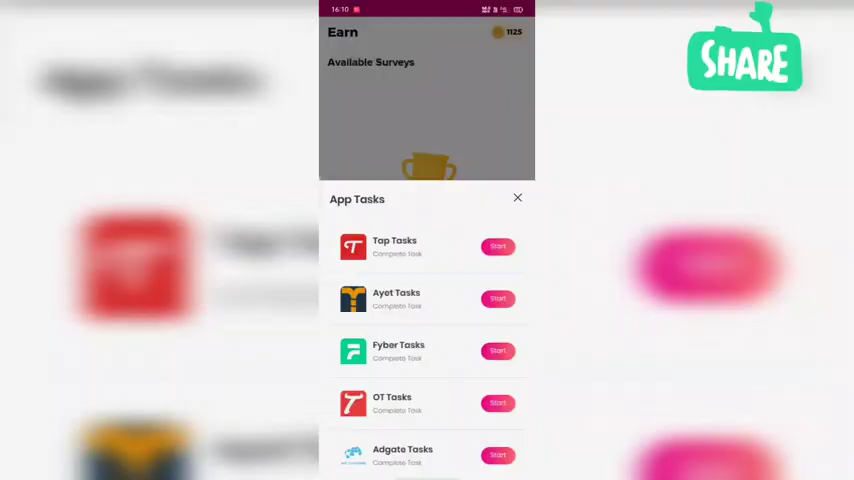 16:10
Earn
1125
Available Surveys
SHARE
App Tasks
Tap Tasks
Complete Task
Start
Ayet Tasks
Complete Task
Start
Fyber Tasks
Complete Task
Start
OT Tasks
Complete Task
Start
Adgate Tasks
Complete Task
Start